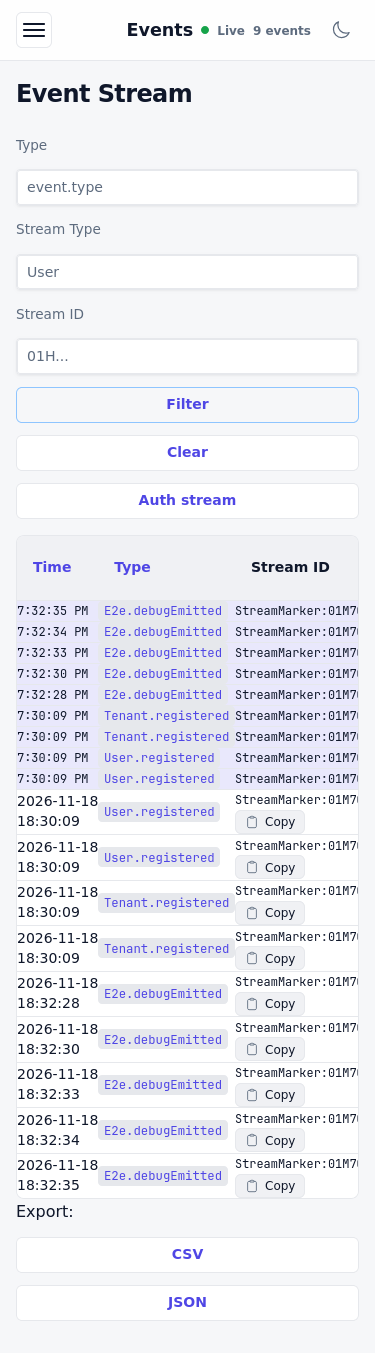 Events Live 9 events
Event Stream
Type
event.type
Stream Type
User
Stream ID
01H...
Filter
Clear
Auth stream
Time Type Stream ID
7:32:35 PM E2e.debugEmitted StreamMarker:01M7
7:32:34 PM E2e.debugEmitted StreamMarker:01M7
7:32:33 PM E2e.debugEmitted StreamMarker:01M7
7:32:30 PM E2e.debugEmitted StreamMarker:01M7
7:32:28 PM E2e.debugEmitted StreamMarker:01M7
7:30:09 PM Tenant.registered StreamMarker:01M7
7:30:09 PM Tenant.registered StreamMarker:01M7
7:30:09 PM User.registered StreamMarker:01M7
7:30:09 PM User.registered StreamMarker:01M7
2026-11-18 18:30:09 User.registered StreamMarker:01M7
Copy
2026-11-18 18:30:09 User.registered StreamMarker:01M7
Copy
2026-11-18 18:30:09 Tenant.registered StreamMarker:01M7
Copy
2026-11-18 18:30:09 Tenant.registered StreamMarker:01M7
Copy
2026-11-18 18:32:28 E2e.debugEmitted StreamMarker:01M7
Copy
2026-11-18 18:32:30 E2e.debugEmitted StreamMarker:01M7
Copy
2026-11-18 18:32:33 E2e.debugEmitted StreamMarker:01M7
Copy
2026-11-18 18:32:34 E2e.debugEmitted StreamMarker:01M7
Copy
2026-11-18 18:32:35 E2e.debugEmitted StreamMarker:01M7
Copy
Export:
CSV
JSON